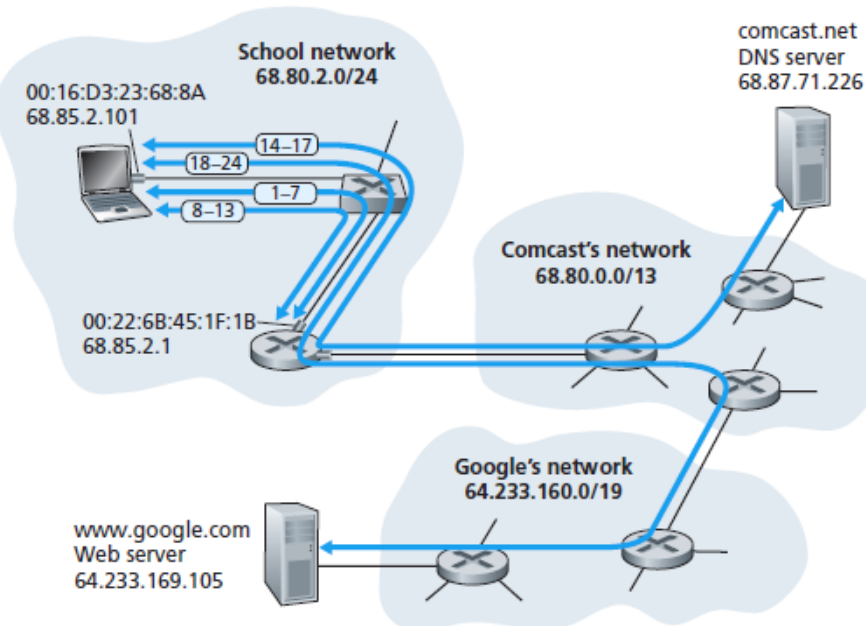 School network
68.80.2.0/24
comcast.net
DNS server
68.87.71.226
00:16:D3:23:68:8A
68.85.2.101
14–17
18–24
1–7
8–13
Comcast's network
68.80.0.0/13
00:22:6B:45:1F:1B
68.85.2.1
Google's network
64.233.160.0/19
www.google.com
Web server
64.233.169.105